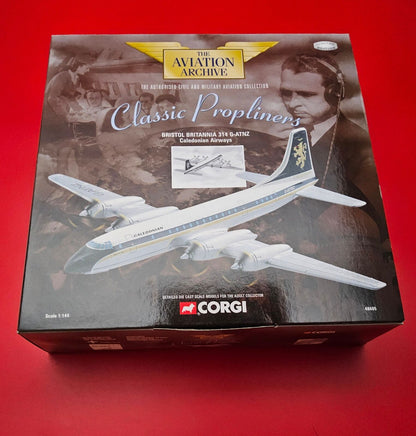 THE
AVIATION
ARCHIVE
THE AUTHORISED CIVIL AND MILITARY AVIATION COLLECTION
Classic Propliners
BRISTOL BRITANNIA 314 G-ATNZ
Caledonian Airways
CALEDONIAN
DETAILED DIE CAST SCALE MODELS FOR THE ADULT COLLECTOR
CORGI
Scale 1:144